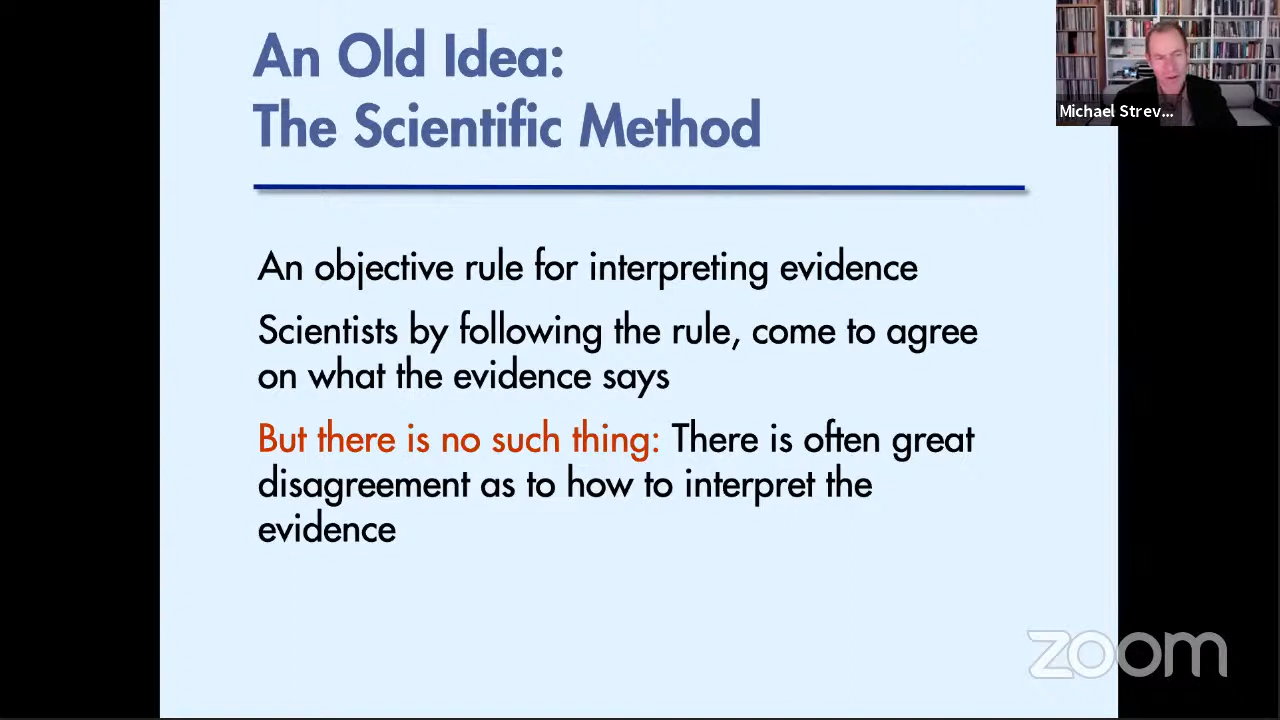 An Old Idea:
The Scientific Method
Michael Strev...
An objective rule for interpreting evidence
Scientists by following the rule, come to agree
on what the evidence says
But there is no such thing: There is often great
disagreement as to how to interpret the
evidence
zoom